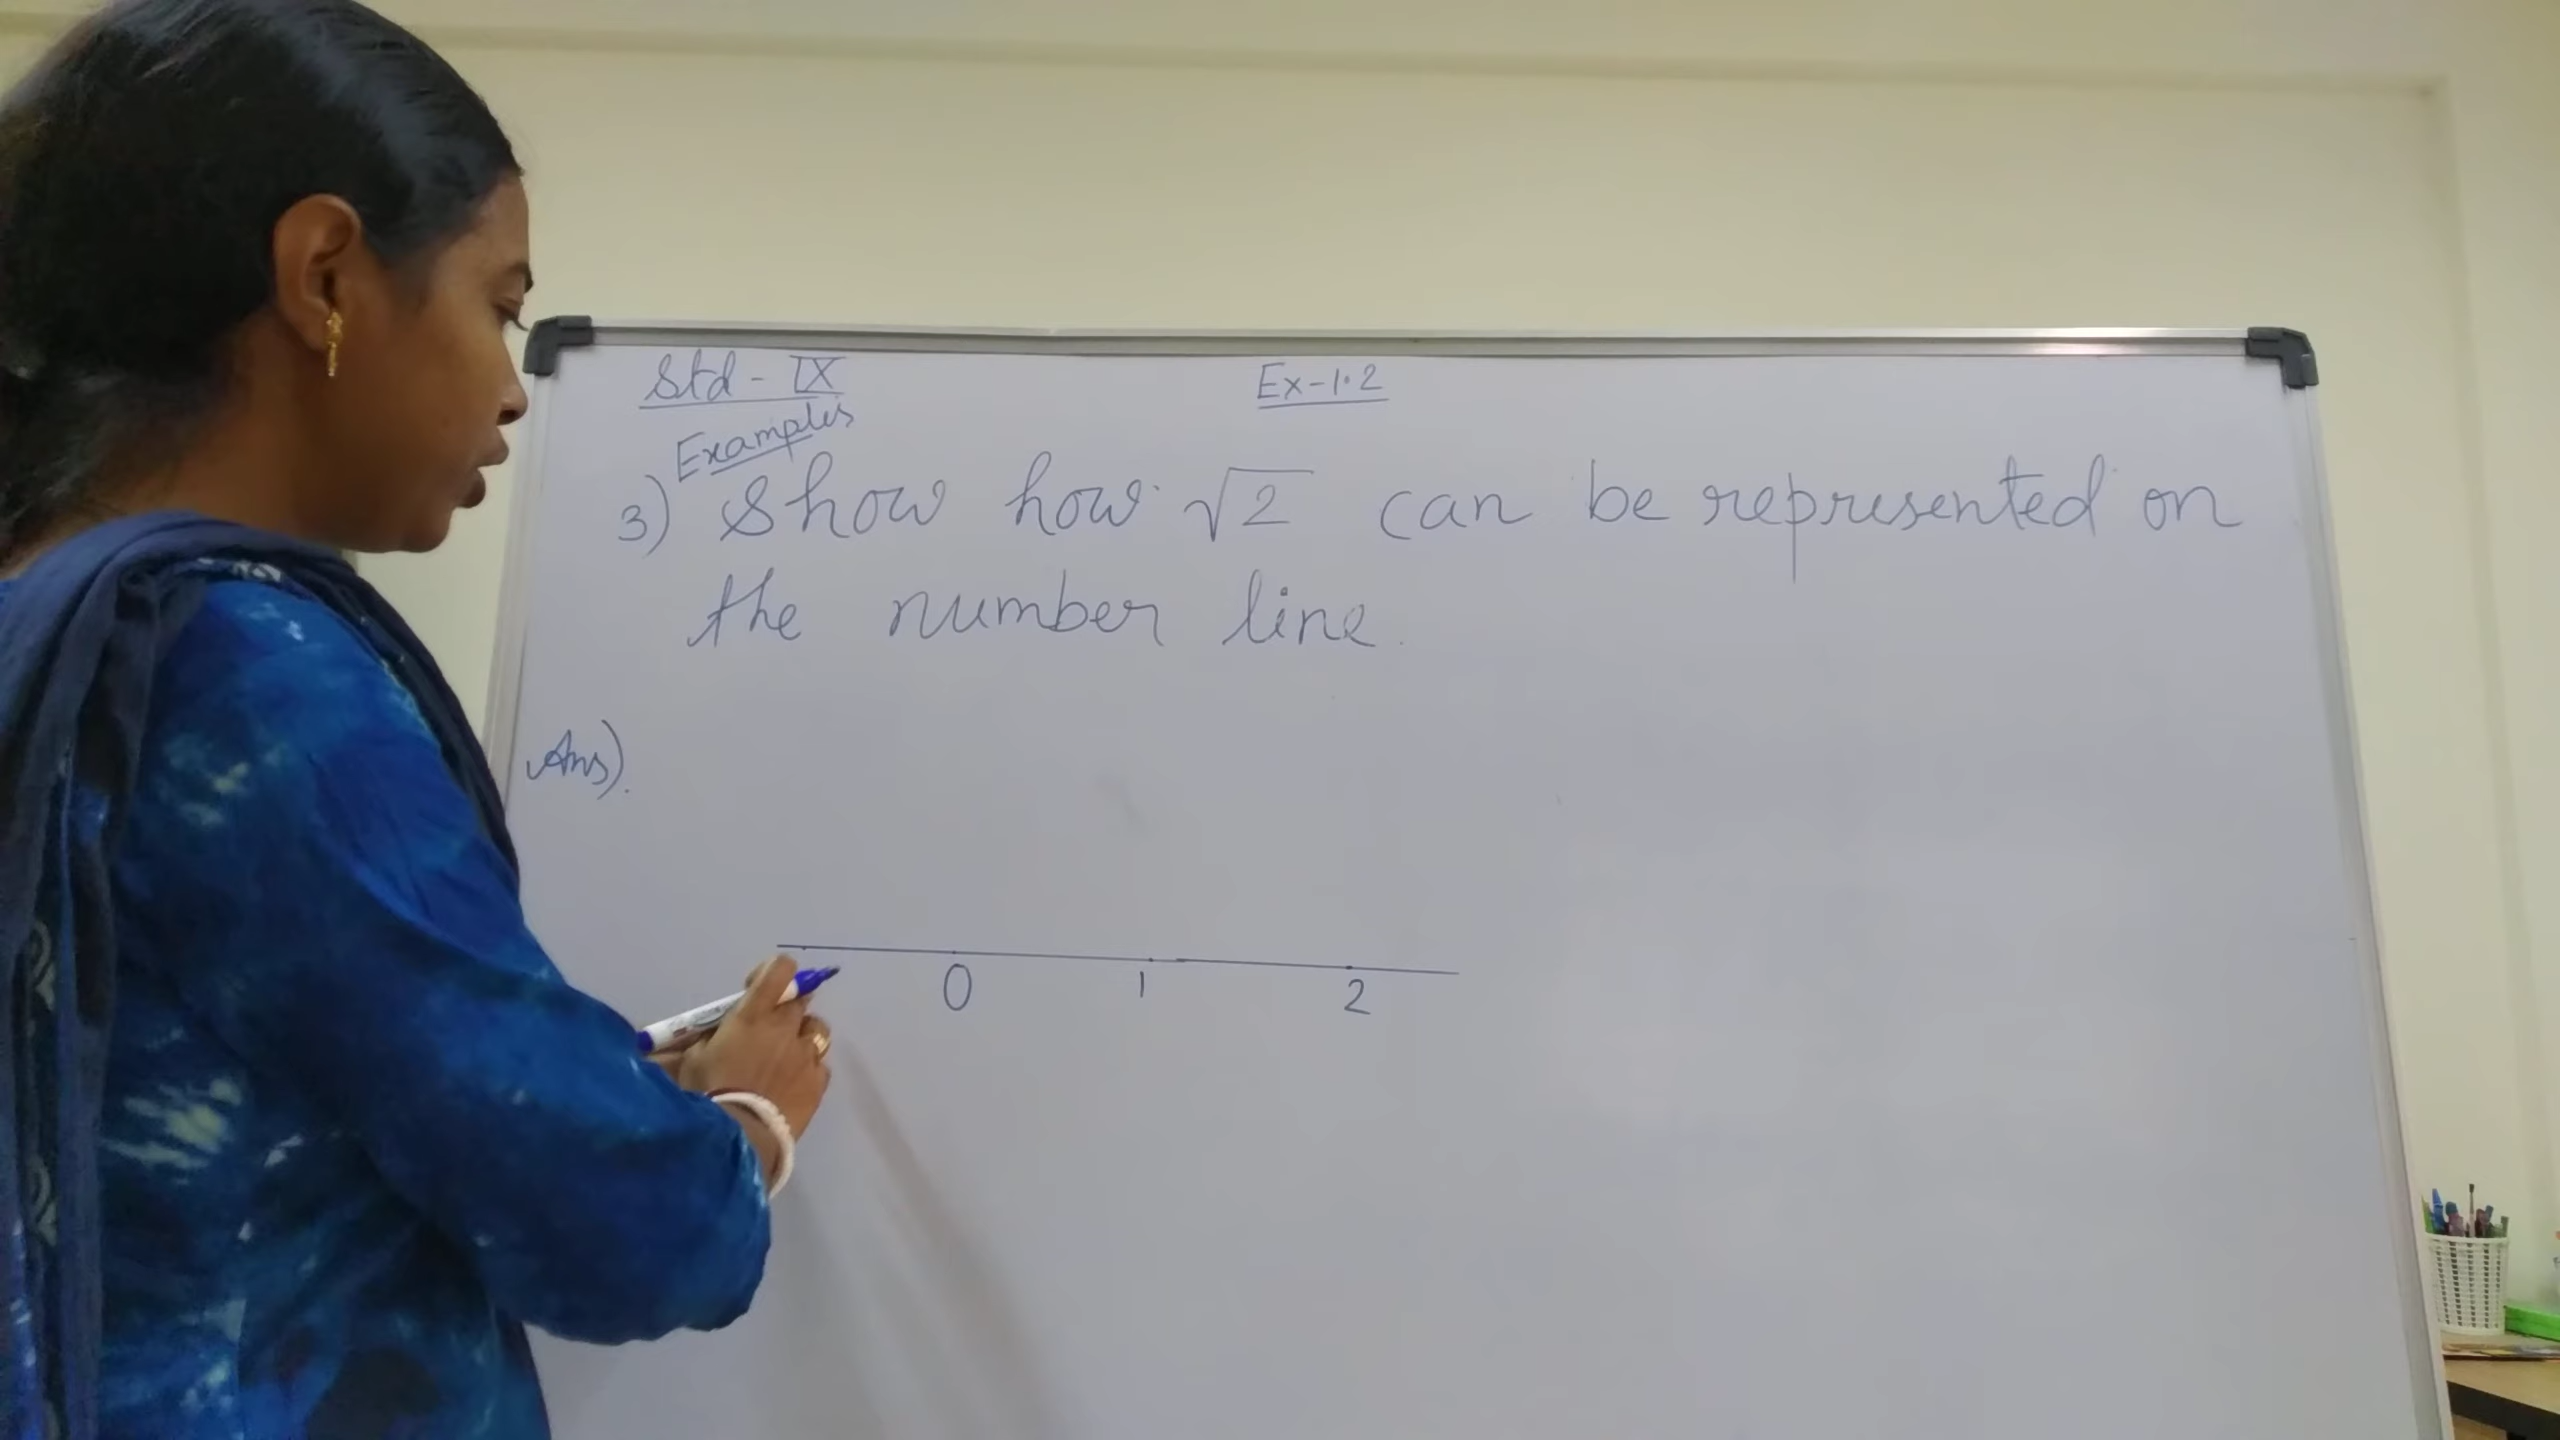 Std - IX
Ex-1.2
Examples
3) Show how √2 can be represented on
the number line.
Ans).
0 1 2